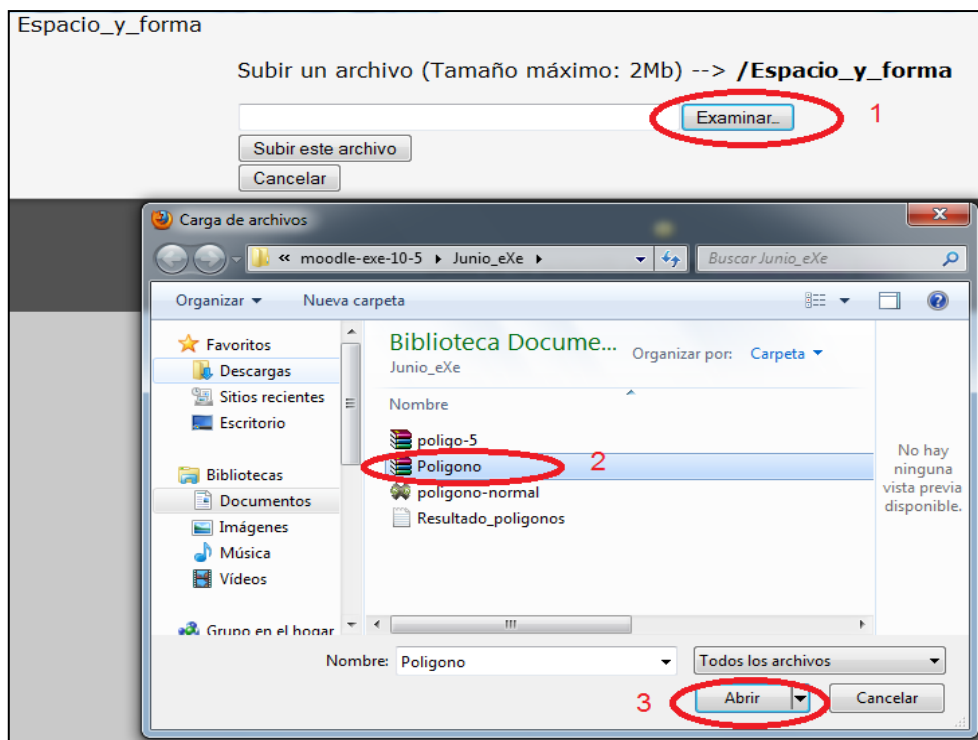 Espacio_y_forma
Subir un archivo (Tamaño máximo: 2Mb) --> /Espacio_y_forma
Examinar... 1
Subir este archivo
Cancelar
Carga de archivos
« moodle-exe-10-5 Junio_eXe Buscar Junio_eXe
Organizar Nueva carpeta
Favoritos
Descargas
Sitios recientes
Escritorio
Bibliotecas
Documentos
Imágenes
Música
Vídeos
Grupo en el hogar
Biblioteca Docume...
Junio_eXe
Organizar por: Carpeta
Nombre
poligo-5
Poligono 2
poligono-normal
Resultado_poligonos
No hay
ninguna
vista previa
disponible.
Nombre: Poligono Todos los archivos
3 Abrir Cancelar